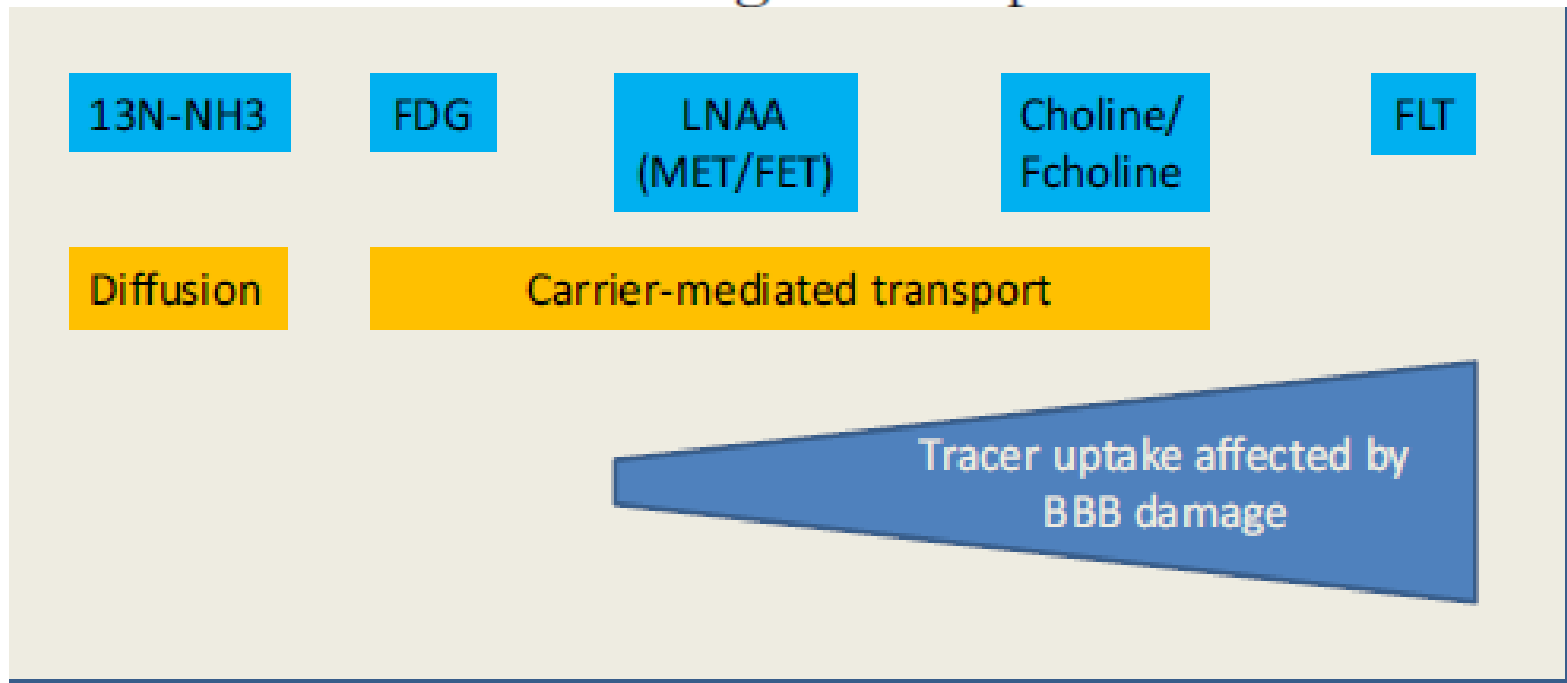 13N-NH3
FDG
LNAA
(MET/FET)
Choline/
Fcholine
FLT
Diffusion
Carrier-mediated transport
Tracer uptake affected by
BBB damage